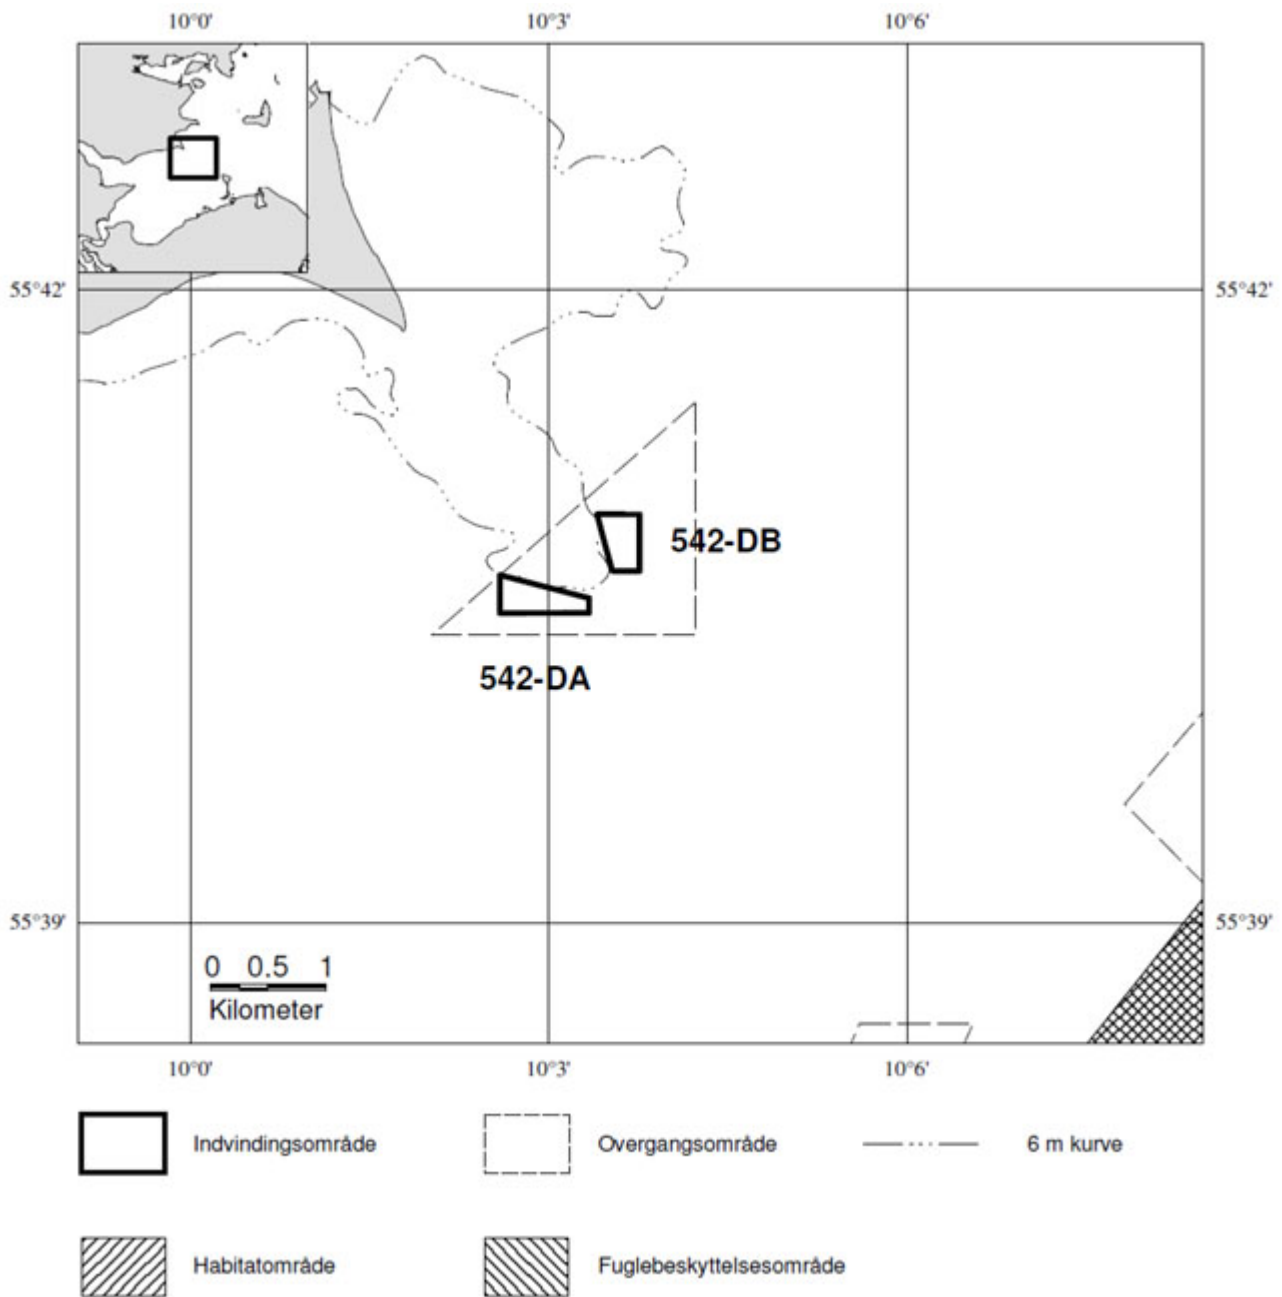 10°0' 10°3' 10°6'
55°42' 55°42'
542-DB
542-DA
55°39' 55°39'
0 0.5 1
Kilometer
10°0' 10°3' 10°6'
Indvindingsområde Overgangsområde 6 m kurve
Habitatområde Fuglebeskyttelsesområde